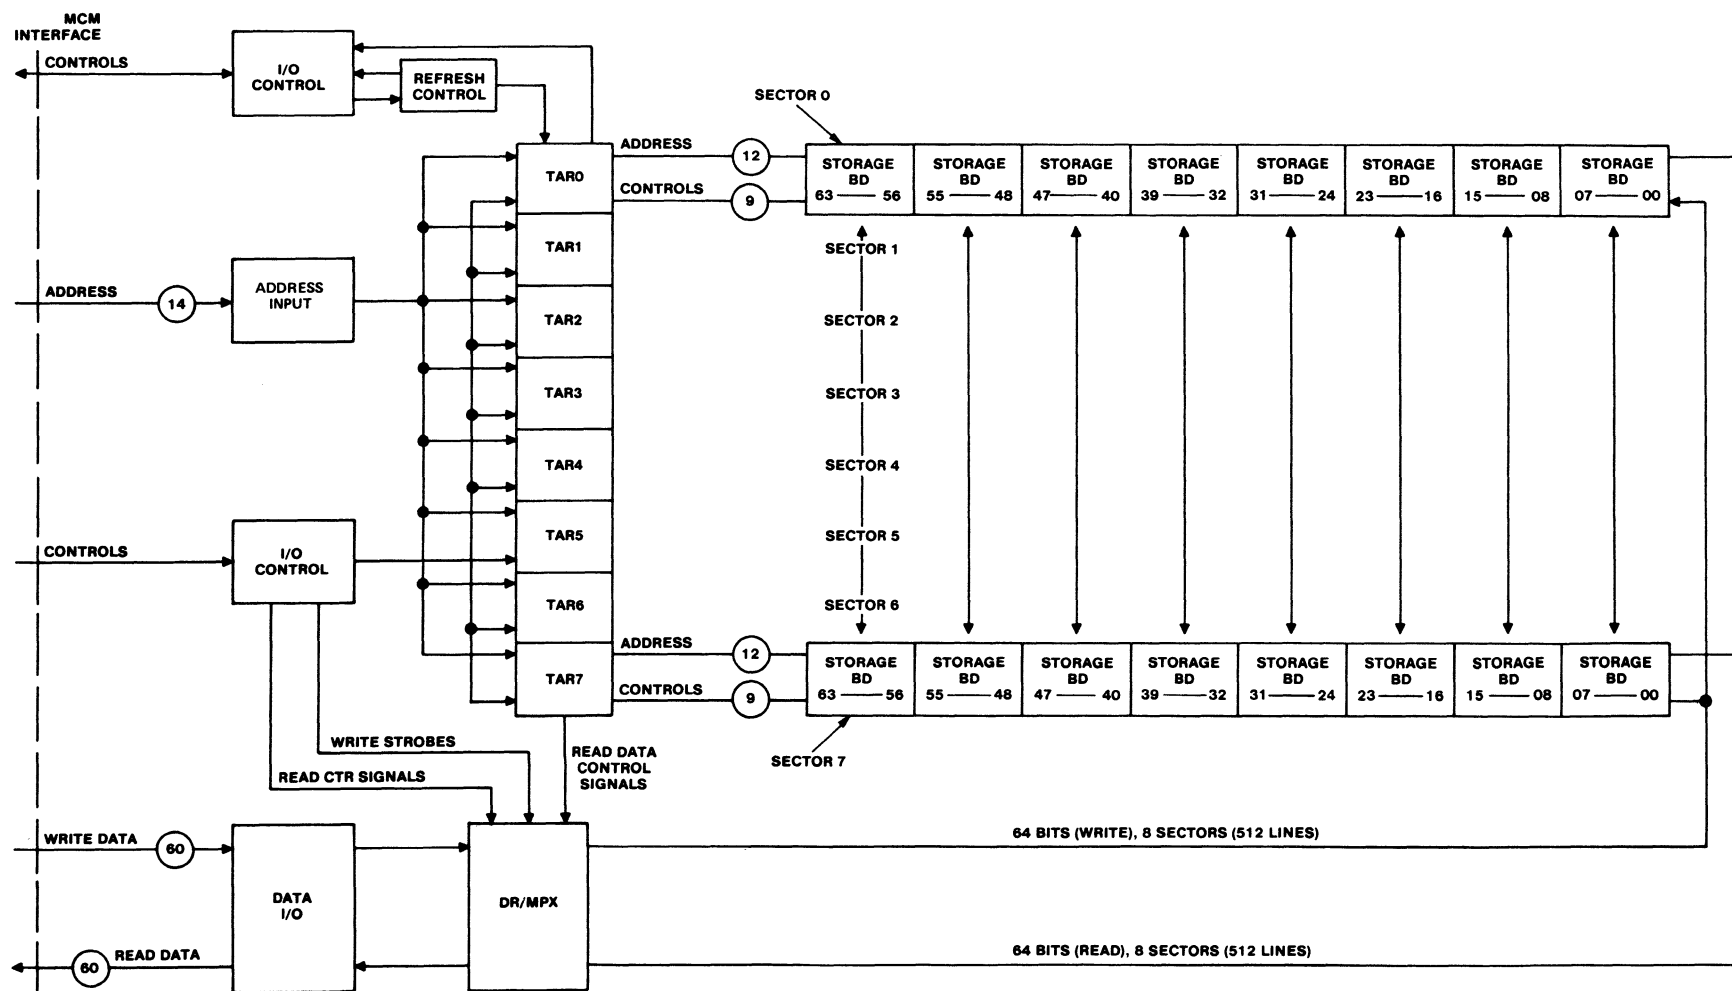 MCM
INTERFACE
CONTROLS
I/O
CONTROL
REFRESH
CONTROL
SECTOR 0
TAR0
ADDRESS
12
CONTROLS
9
STORAGE
BD
63 — 56
STORAGE
BD
55 — 48
STORAGE
BD
47 — 40
STORAGE
BD
39 — 32
STORAGE
BD
31 — 24
STORAGE
BD
23 — 16
STORAGE
BD
15 — 08
STORAGE
BD
07 — 00
TAR1
SECTOR 1
ADDRESS
14
ADDRESS
INPUT
TAR2
SECTOR 2
TAR3
SECTOR 3
TAR4
SECTOR 4
CONTROLS
I/O
CONTROL
TAR5
SECTOR 5
TAR6
SECTOR 6
TAR7
ADDRESS
12
CONTROLS
9
STORAGE
BD
63 — 56
STORAGE
BD
55 — 48
STORAGE
BD
47 — 40
STORAGE
BD
39 — 32
STORAGE
BD
31 — 24
STORAGE
BD
23 — 16
STORAGE
BD
15 — 08
STORAGE
BD
07 — 00
SECTOR 7
WRITE STROBES
READ CTR SIGNALS
READ DATA
CONTROL
SIGNALS
WRITE DATA
60
DATA
I/O
DR/MPX
64 BITS (WRITE), 8 SECTORS (512 LINES)
READ DATA
60
64 BITS (READ), 8 SECTORS (512 LINES)